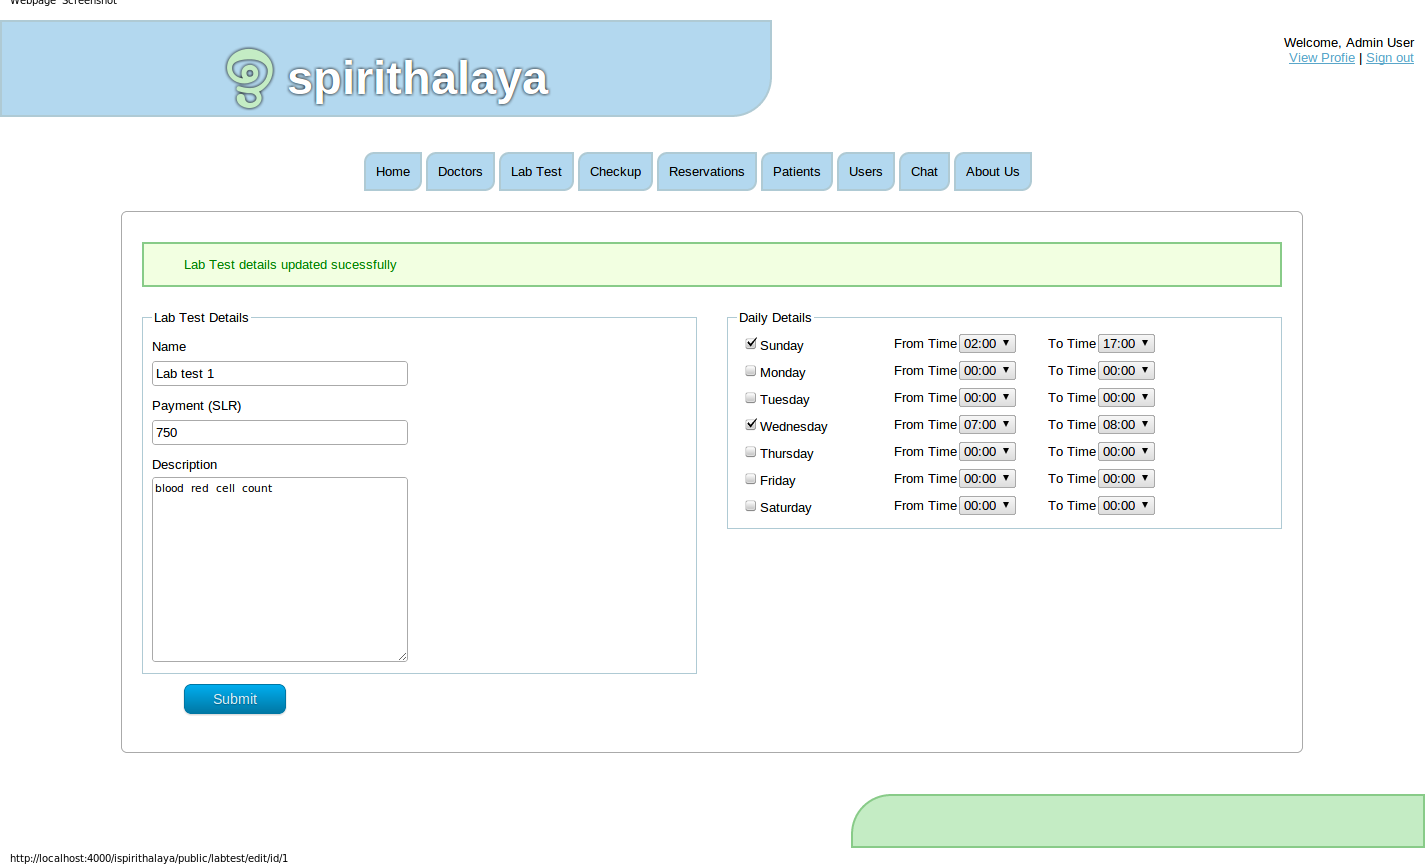 Webpage Screenshot
spirithalaya
Welcome, Admin User
View Profie | Sign out
Home Doctors Lab Test Checkup Reservations Patients Users Chat About Us
Lab Test details updated sucessfully
Lab Test Details
Name
Lab test 1
Payment (SLR)
750
Description
blood red cell count
Submit
Daily Details
Sunday From Time 02:00 To Time 17:00
Monday From Time 00:00 To Time 00:00
Tuesday From Time 00:00 To Time 00:00
Wednesday From Time 07:00 To Time 08:00
Thursday From Time 00:00 To Time 00:00
Friday From Time 00:00 To Time 00:00
Saturday From Time 00:00 To Time 00:00
http://localhost:4000/ispirithalaya/public/labtest/edit/id/1